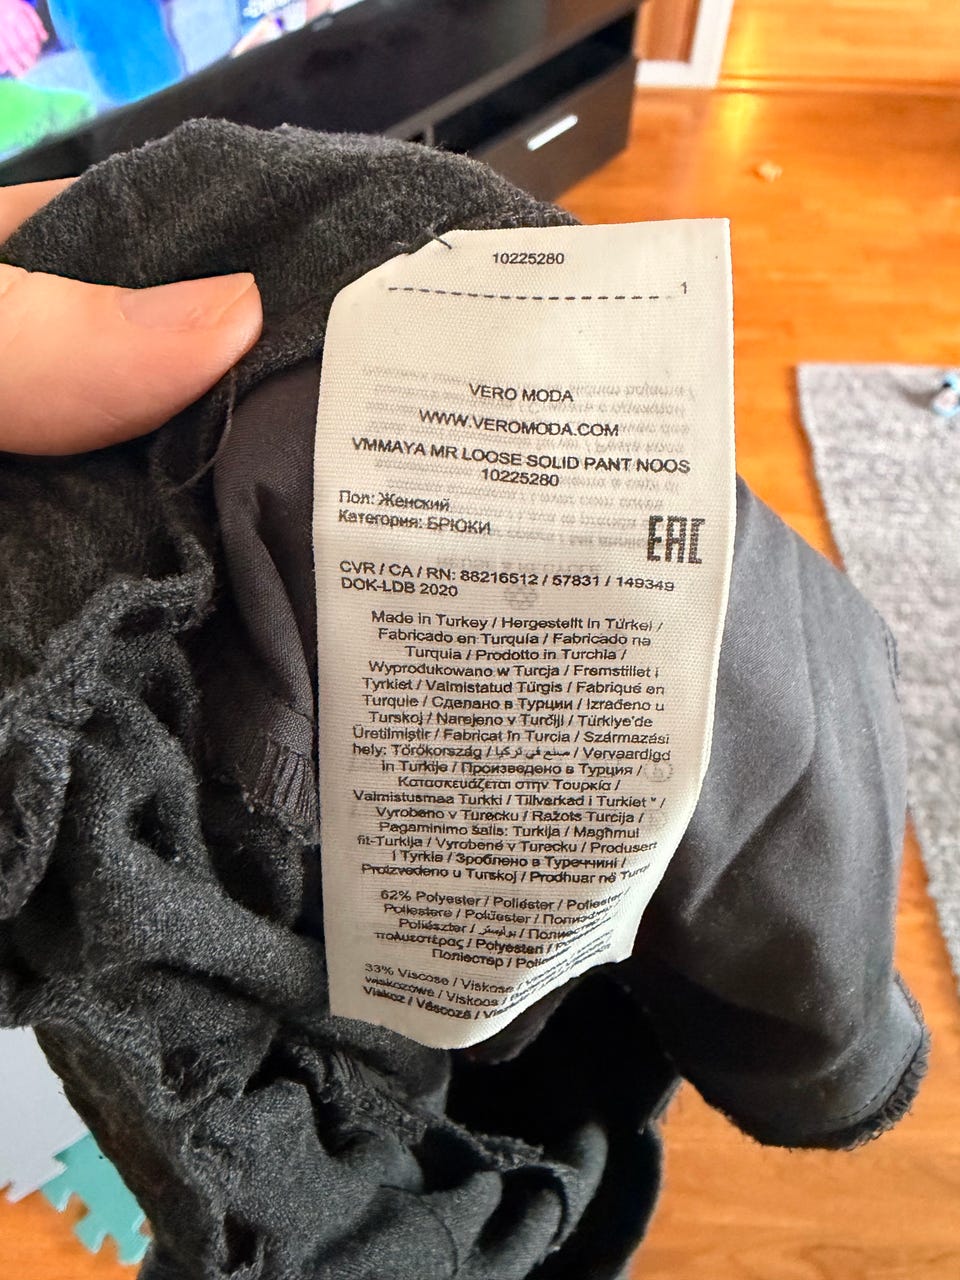 10225280
1
VERO MODA
WWW.VEROMODA.COM
VMMAYA MR LOOSE SOLID PANT NOOS
10225280
Пол: Женский
Категория: БРЮКИ
EAC
CVR / CA / RN: 88216512 / 57831 / 149349
DOK-LDB 2020
Made in Turkey / Hergestellt in Türkei /
Fabricado en Turquía / Fabricado na
Turquia / Prodotto in Turchia /
Wyprodukowano w Turcja / Fremstillet i
Tyrkiet / Valmistatud Türgis / Fabriqué en
Turquie / Сделано в Турции / Izrađeno u
Turskoj / Narejeno v Turčiji / Türkiye'de
Üretilmiştir / Fabricat în Turcia / Származási
hely: Törökország / صنع في تركيا / Vervaardigd
in Turkije / Произведено в Турция /
Κατασκευάζεται στην Τουρκία /
Valmistusmaa Turkki / Tillverkad i Turkiet " /
Vyrobeno v Turecku / Ražots Turcija /
Pagaminimo šalis: Turkija / Magħmul
fit-Turkija / Vyrobené v Turecku / Produsert
i Tyrkia / Зроблено в Туреччині /
Proizvedeno u Turskoj / Prodhuar në
62% Polyester / Poliéster / Poliester /
Poliestere / Polüester /
Poliészter / بوليستر /
πολυεστέρας / Polyesteri /
Поліестер /
33% Viscose / Viskose /
wiskozowe / Viskoos /
Viskoz / Vâscoză /